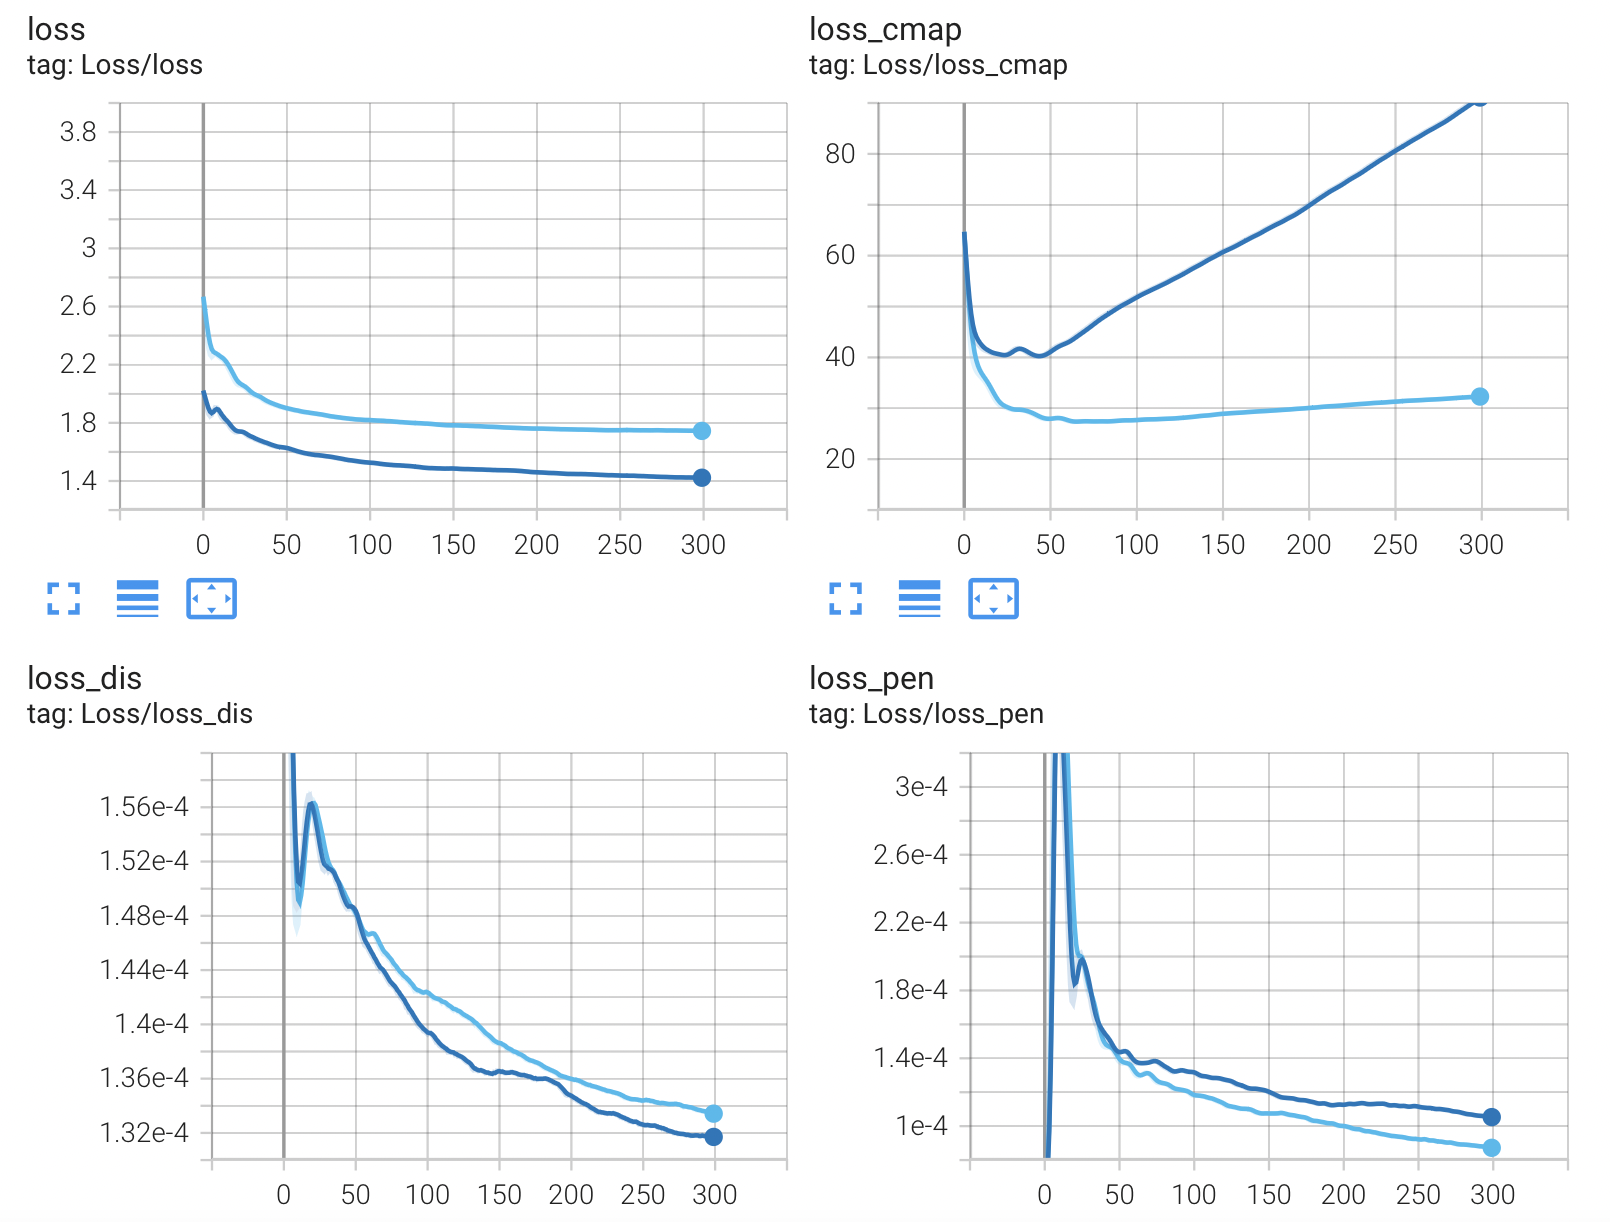 loss
tag: Loss/loss
3.8
3.4
3
2.6
2.2
1.8
1.4
0 50 100 150 200 250 300
loss_cmap
tag: Loss/loss_cmap
80
60
40
20
0 50 100 150 200 250 300
loss_dis
tag: Loss/loss_dis
1.56e-4
1.52e-4
1.48e-4
1.44e-4
1.4e-4
1.36e-4
1.32e-4
0 50 100 150 200 250 300
loss_pen
tag: Loss/loss_pen
3e-4
2.6e-4
2.2e-4
1.8e-4
1.4e-4
1e-4
0 50 100 150 200 250 300